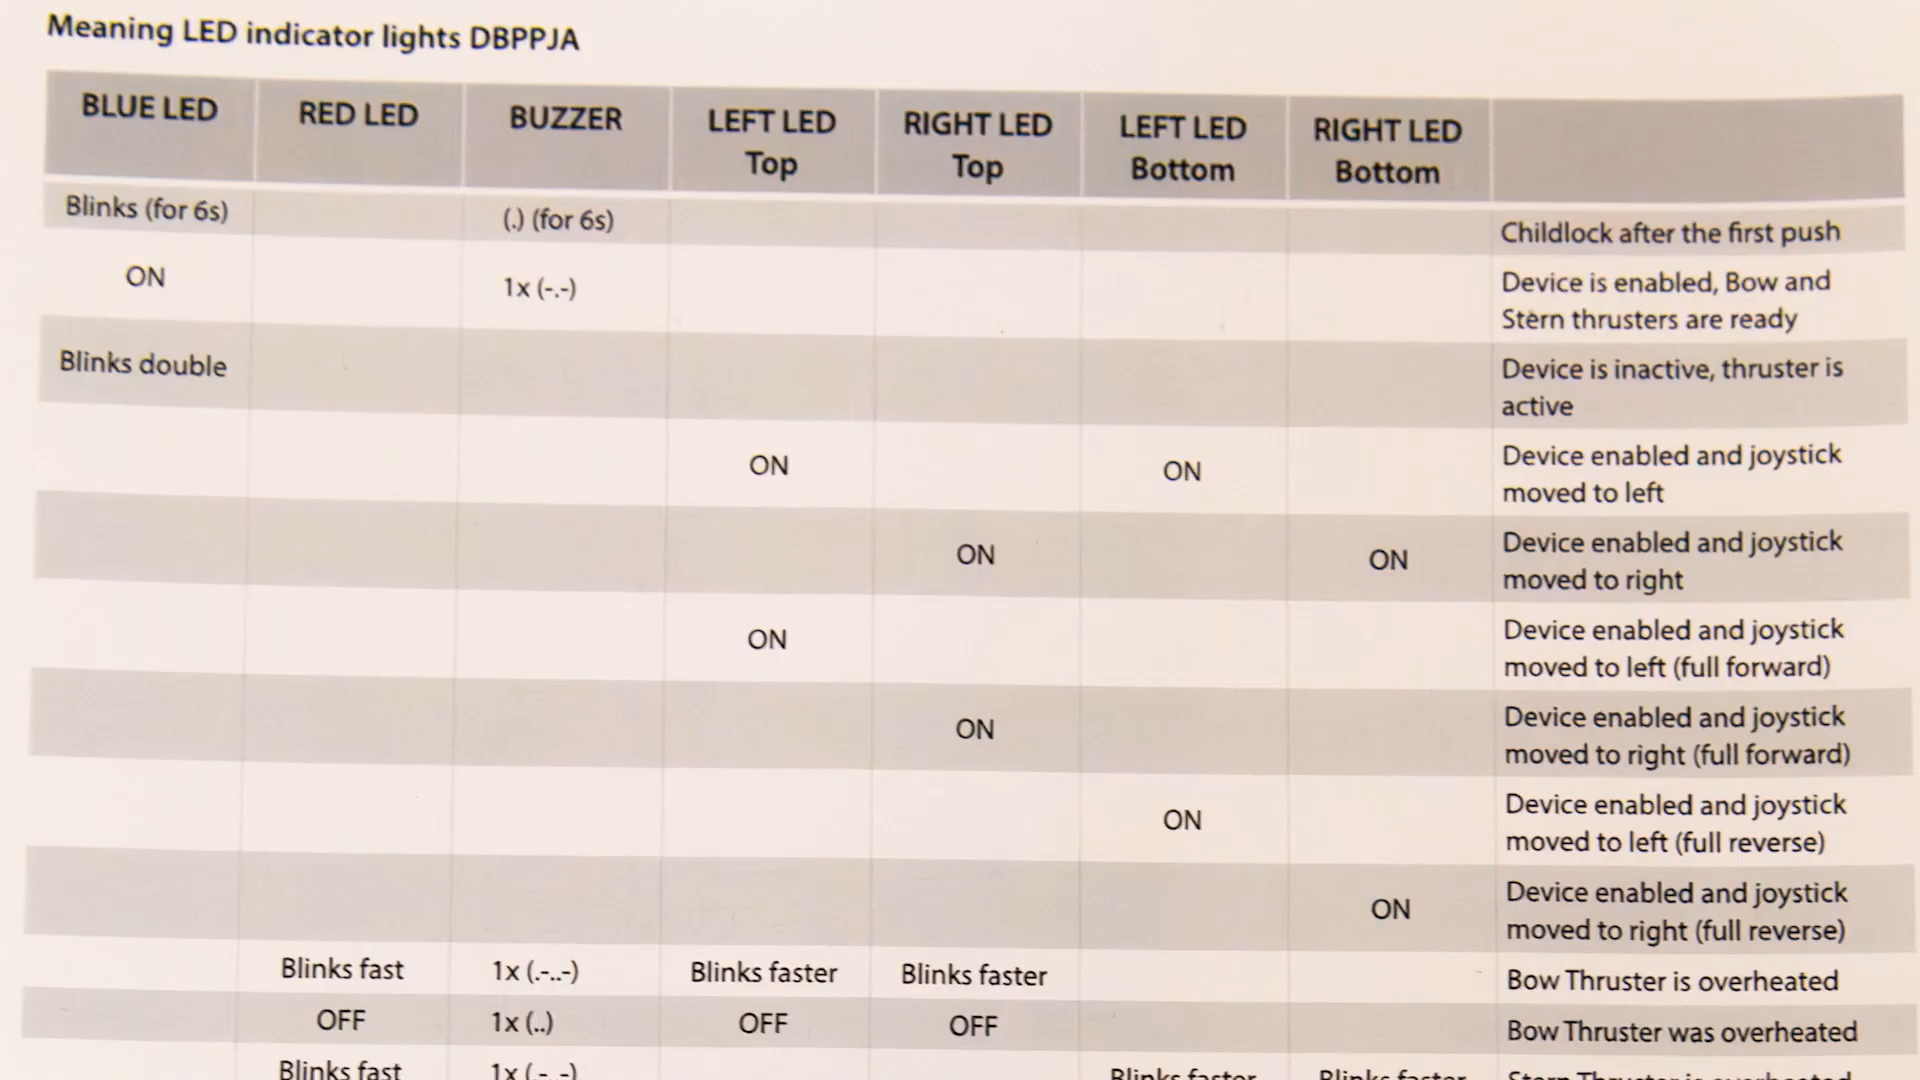 Meaning LED indicator lights DBPPJA
BLUE LED RED LED BUZZER LEFT LED Top RIGHT LED Top LEFT LED Bottom RIGHT LED Bottom
Blinks (for 6s) (.) (for 6s) Childlock after the first push
ON 1x (-.-) Device is enabled, Bow and
Stern thrusters are ready
Blinks double Device is inactive, thruster is
active
ON ON Device enabled and joystick
moved to left
ON ON Device enabled and joystick
moved to right
ON Device enabled and joystick
moved to left (full forward)
ON Device enabled and joystick
moved to right (full forward)
ON Device enabled and joystick
moved to left (full reverse)
ON Device enabled and joystick
moved to right (full reverse)
Blinks fast 1x (.-..-) Blinks faster Blinks faster Bow Thruster is overheated
OFF 1x (..) OFF OFF Bow Thruster was overheated
Blinks fast Blinks faster Blinks faster Stern Thruster is overheated